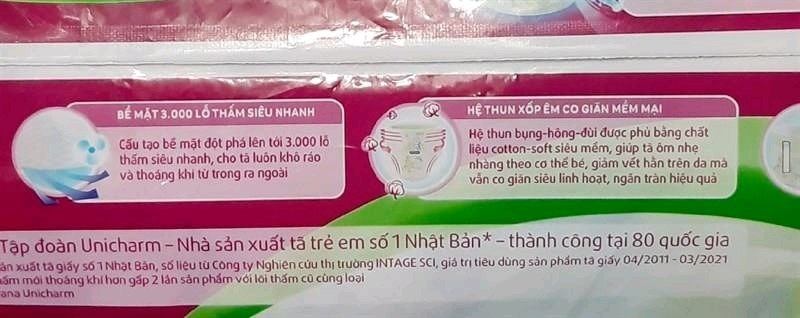 BỀ MẶT 3.000 LỖ THẤM SIÊU NHANH
Cấu tạo bề mặt đột phá lên tới 3.000 lỗ
thấm siêu nhanh, cho tã luôn khô ráo
và thoáng khí từ trong ra ngoài
HỆ THUN XỐP ÊM CO GIÃN MỀM MẠI
Hệ thun bụng-hông-đùi được phủ bằng chất
liệu cotton-soft siêu mềm, giúp tã ôm nhẹ
nhàng theo cơ thể bé, giảm vết hằn trên da mà
vẫn co giãn siêu linh hoạt, ngăn tràn hiệu quả
Tập đoàn Unicharm – Nhà sản xuất tã trẻ em số 1 Nhật Bản* – thành công tại 80 quốc gia
xuất tã giấy số 1 Nhật Bản, số liệu từ Công ty Nghiên cứu thị trường INTAGE SCI, giá trị tiêu dùng sản phẩm tã giấy 04/2011 - 03/2021
mới thoáng khí hơn gấp 2 lần sản phẩm với lõi thấm cũ cùng loại
Unicharm